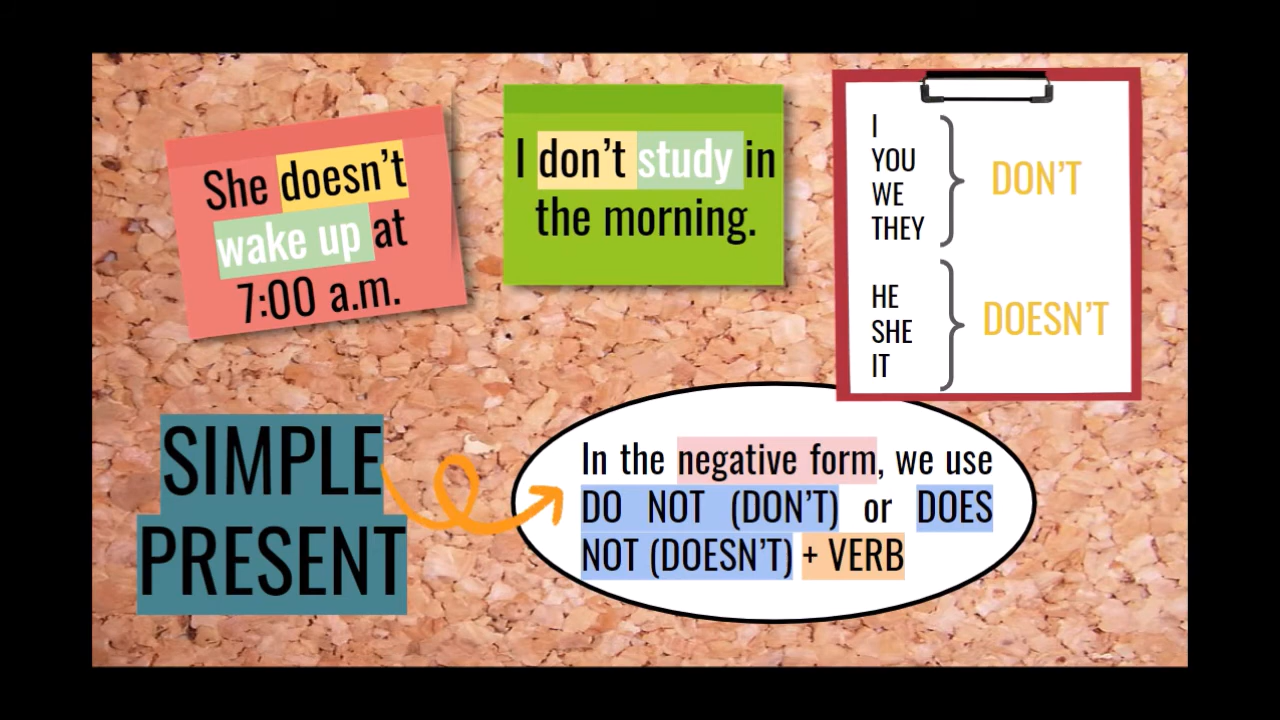 She doesn't
wake up at
7:00 a.m.
I don't study in
the morning.
I
YOU
WE
THEY
DON'T
HE
SHE
IT
DOESN'T
SIMPLE
PRESENT
In the negative form, we use
DO NOT (DON'T) or DOES
NOT (DOESN'T) + VERB